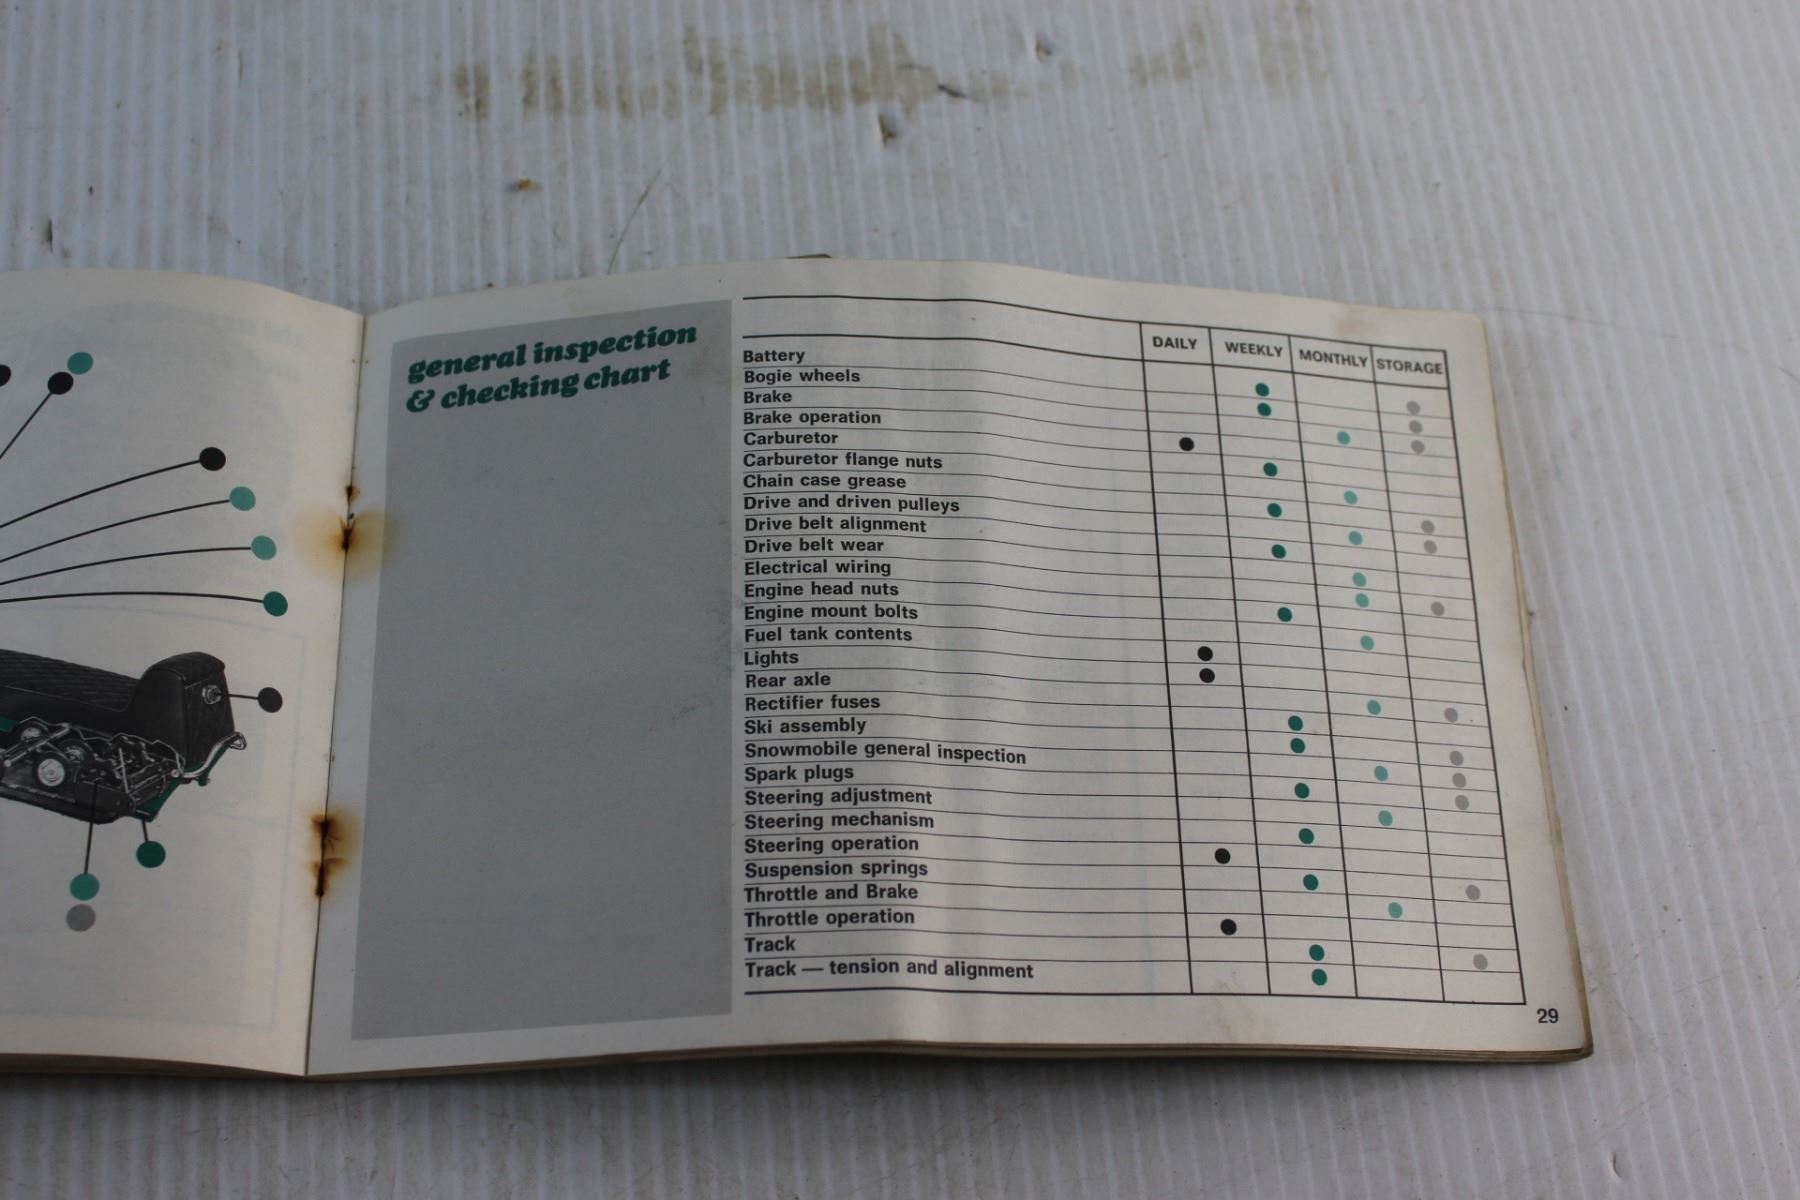 general inspection
& checking chart
DAILY WEEKLY MONTHLY STORAGE
Battery
Bogie wheels
Brake
Brake operation
Carburetor
Carburetor flange nuts
Chain case grease
Drive and driven pulleys
Drive belt alignment
Drive belt wear
Electrical wiring
Engine head nuts
Engine mount bolts
Fuel tank contents
Lights
Rear axle
Rectifier fuses
Ski assembly
Snowmobile general inspection
Spark plugs
Steering adjustment
Steering mechanism
Steering operation
Suspension springs
Throttle and Brake
Throttle operation
Track
Track — tension and alignment
29